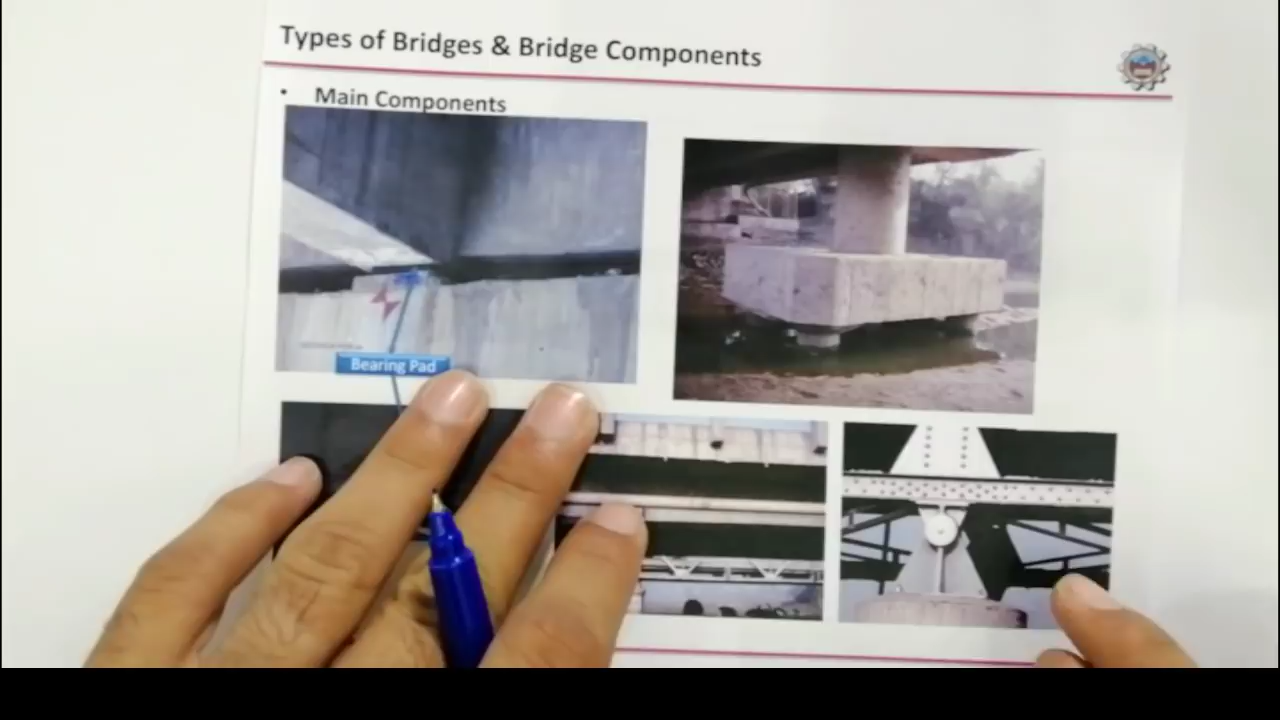 Types of Bridges & Bridge Components
• Main Components
Bearing Pad